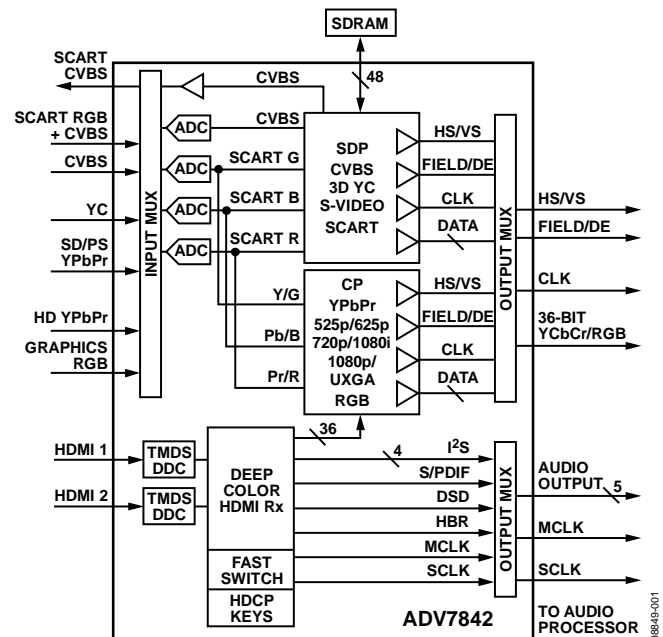 SDRAM
48
SCART
CVBS
SCART RGB
+ CVBS
CVBS
YC
SD/PS
YPbPr
HD YPbPr
GRAPHICS
RGB
INPUT MUX
ADC
ADC
ADC
ADC
CVBS
CVBS
SCART G
SCART B
SCART R
Y/G
Pb/B
Pr/R
SDP
CVBS
3D YC
S-VIDEO
SCART
HS/VS
FIELD/DE
CLK
DATA
CP
YPbPr
525p/625p
720p/1080i
1080p/
UXGA
RGB
HS/VS
FIELD/DE
CLK
DATA
OUTPUT MUX
HS/VS
FIELD/DE
CLK
36-BIT
YCbCr/RGB
HDMI 1
HDMI 2
TMDS
DDC
TMDS
DDC
DEEP
COLOR
HDMI Rx
FAST
SWITCH
HDCP
KEYS
36
4
I2S
S/PDIF
DSD
HBR
MCLK
SCLK
OUTPUT MUX
AUDIO
OUTPUT
5
MCLK
SCLK
ADV7842
TO AUDIO
PROCESSOR